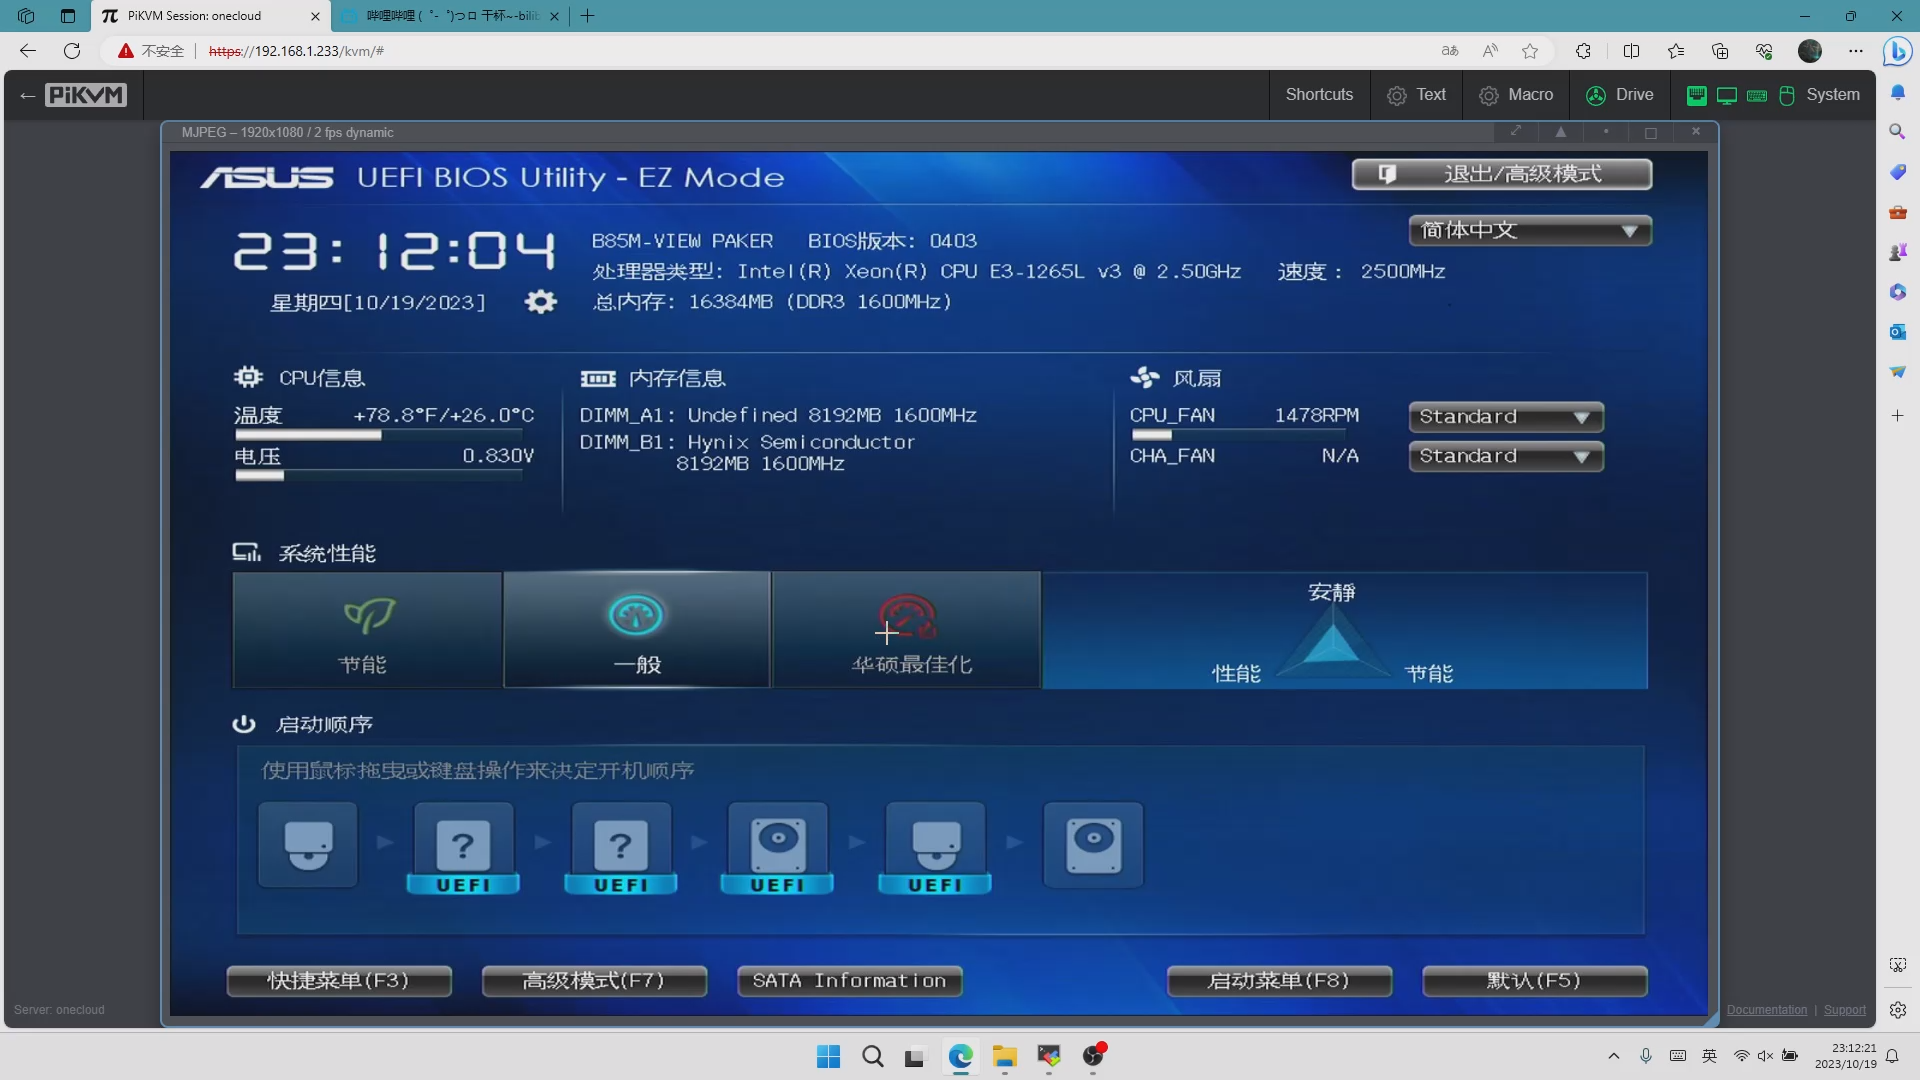 PiKVM Session: onecloud
哔哩哔哩 ( ゜- ゜)つロ 干杯~-bili
不安全
https://192.168.1.233/kvm/#
PiKVM
Shortcuts
Text
Macro
Drive
System
MJPEG – 1920x1080 / 2 fps dynamic
ASUS UEFI BIOS Utility - EZ Mode
退出/高级模式
简体中文
23:12:04
星期四[10/19/2023]
B85M-VIEW PAKER BIOS版本: 0403
处理器类型: Intel(R) Xeon(R) CPU E3-1265L v3 @ 2.50GHz 速度 : 2500MHz
总内存: 16384MB (DDR3 1600MHz)
CPU信息
温度 +78.8°F/+26.0°C
电压 0.830V
内存信息
DIMM_A1: Undefined 8192MB 1600MHz
DIMM_B1: Hynix Semiconductor
8192MB 1600MHz
风扇
CPU_FAN 1478RPM Standard
CHA_FAN N/A Standard
系统性能
节能
一般
华硕最佳化
安静
性能
节能
启动顺序
使用鼠标拖曳或键盘操作来决定开机顺序
?
UEFI
?
UEFI
UEFI
UEFI
快捷菜单(F3)
高级模式(F7)
SATA Information
启动菜单(F8)
默认(F5)
Server: onecloud
Documentation | Support
英
23:12:21
2023/10/19